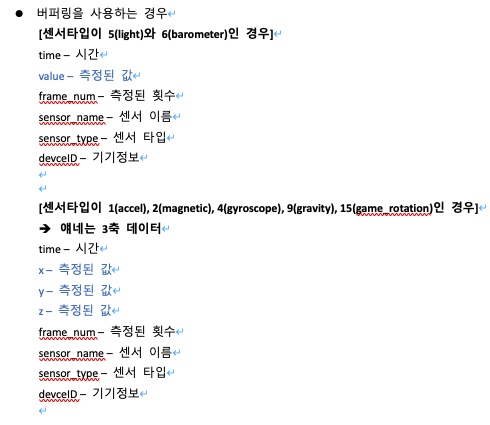 ● 버퍼링을 사용하는 경우↵
[센서타입이 5(light)와 6(barometer)인 경우]↵
time – 시간↵
value – 측정된 값↵
frame_num – 측정된 횟수↵
sensor_name – 센서 이름↵
sensor_type – 센서 타입↵
devceID – 기기정보↵
↵
↵
[센서타입이 1(accel), 2(magnetic), 4(gyroscope), 9(gravity), 15(game_rotation)인 경우]↵
➔ 얘네는 3축 데이터↵
time – 시간↵
x – 측정된 값↵
y – 측정된 값↵
z – 측정된 값↵
frame_num – 측정된 횟수↵
sensor_name – 센서 이름↵
sensor_type – 센서 타입↵
devceID – 기기정보↵
↵